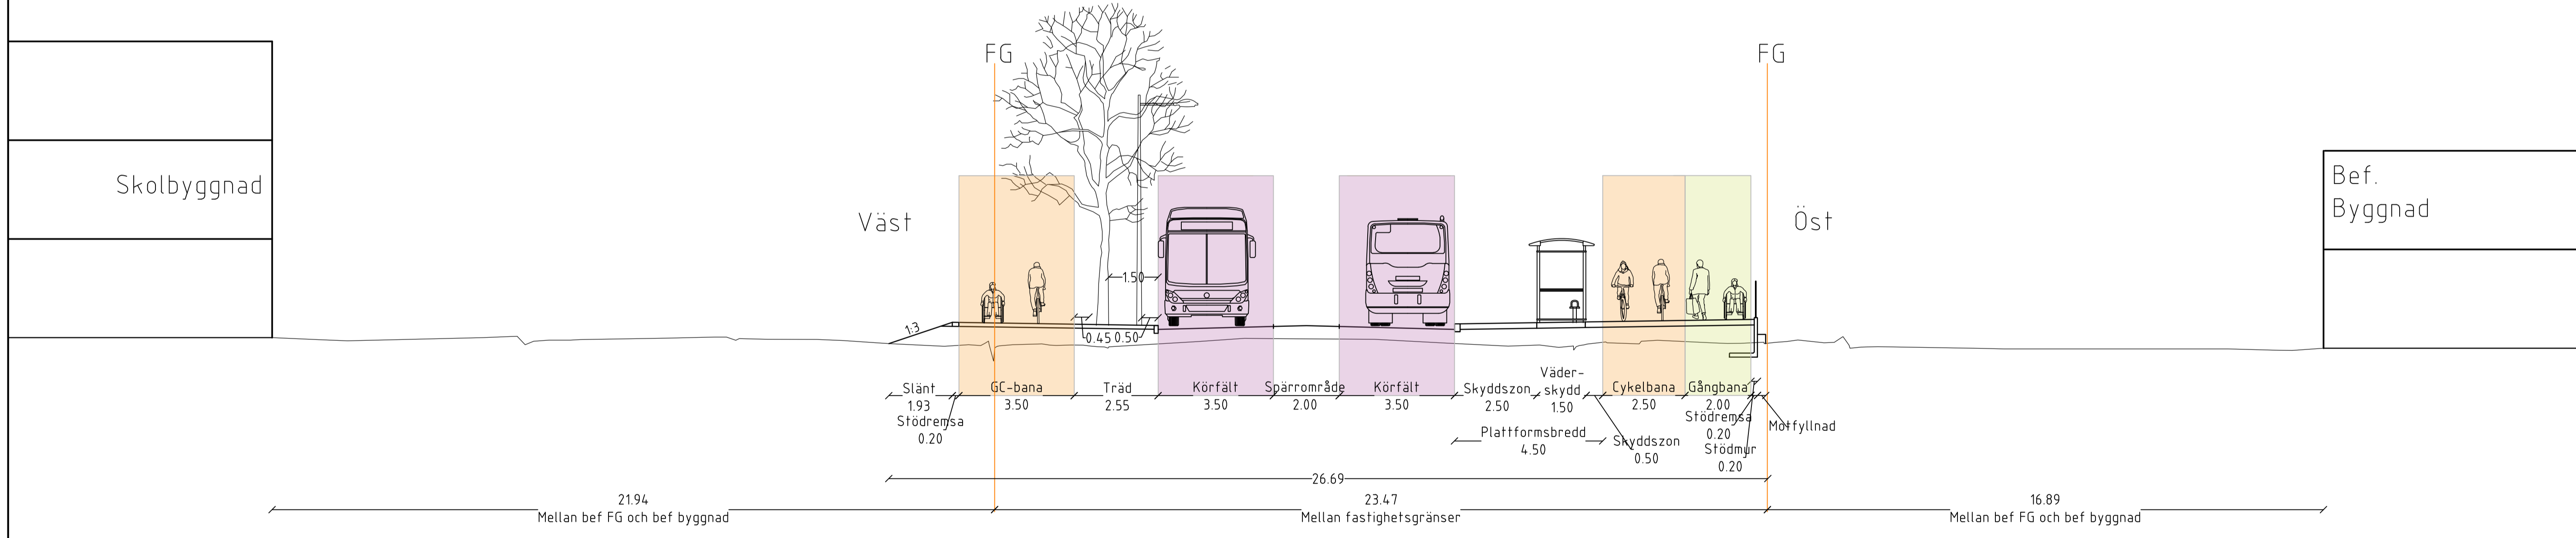 FG
FG
Skolbyggnad
Bef.
Byggnad
Väst
Öst
1.50
1:3
0.45 0.50
Slänt
1.93
Stödremsa
0.20
GC-bana
3.50
Träd
2.55
Körfält
3.50
Spärrområde
2.00
Körfält
3.50
Skyddszon
2.50
Väder-
skydd
1.50
Cykelbana
2.50
Gångbana
2.00
Stödremsa
0.20
Stödmur
0.20
Motfyllnad
Plattformsbredd
4.50
Skyddszon
0.50
26.69
21.94
Mellan bef FG och bef byggnad
23.47
Mellan fastighetsgränser
16.89
Mellan bef FG och bef byggnad